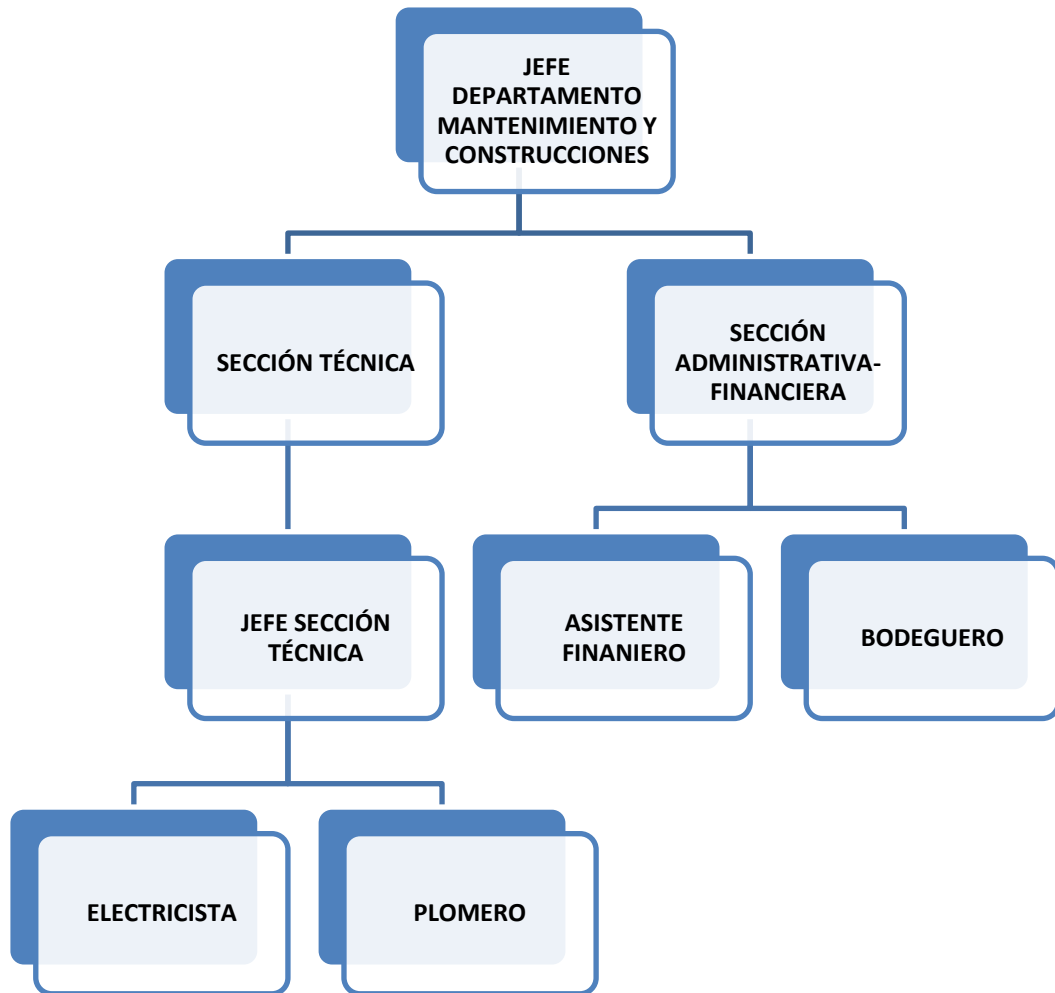 JEFE
DEPARTAMENTO
MANTENIMIENTO Y
CONSTRUCCIONES
SECCIÓN TÉCNICA
SECCIÓN
ADMINISTRATIVA-
FINANCIERA
JEFE SECCIÓN
TÉCNICA
ASISTENTE
FINANIERO
BODEGUERO
ELECTRICISTA
PLOMERO